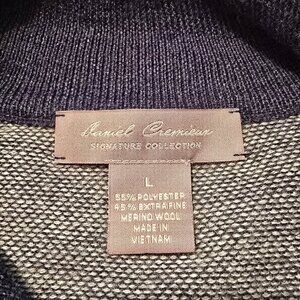 Daniel Cremieux
SIGNATURE COLLECTION
L
55% POLYESTER
45% EXTRAFINE
MERINO WOOL
MADE IN
VIETNAM